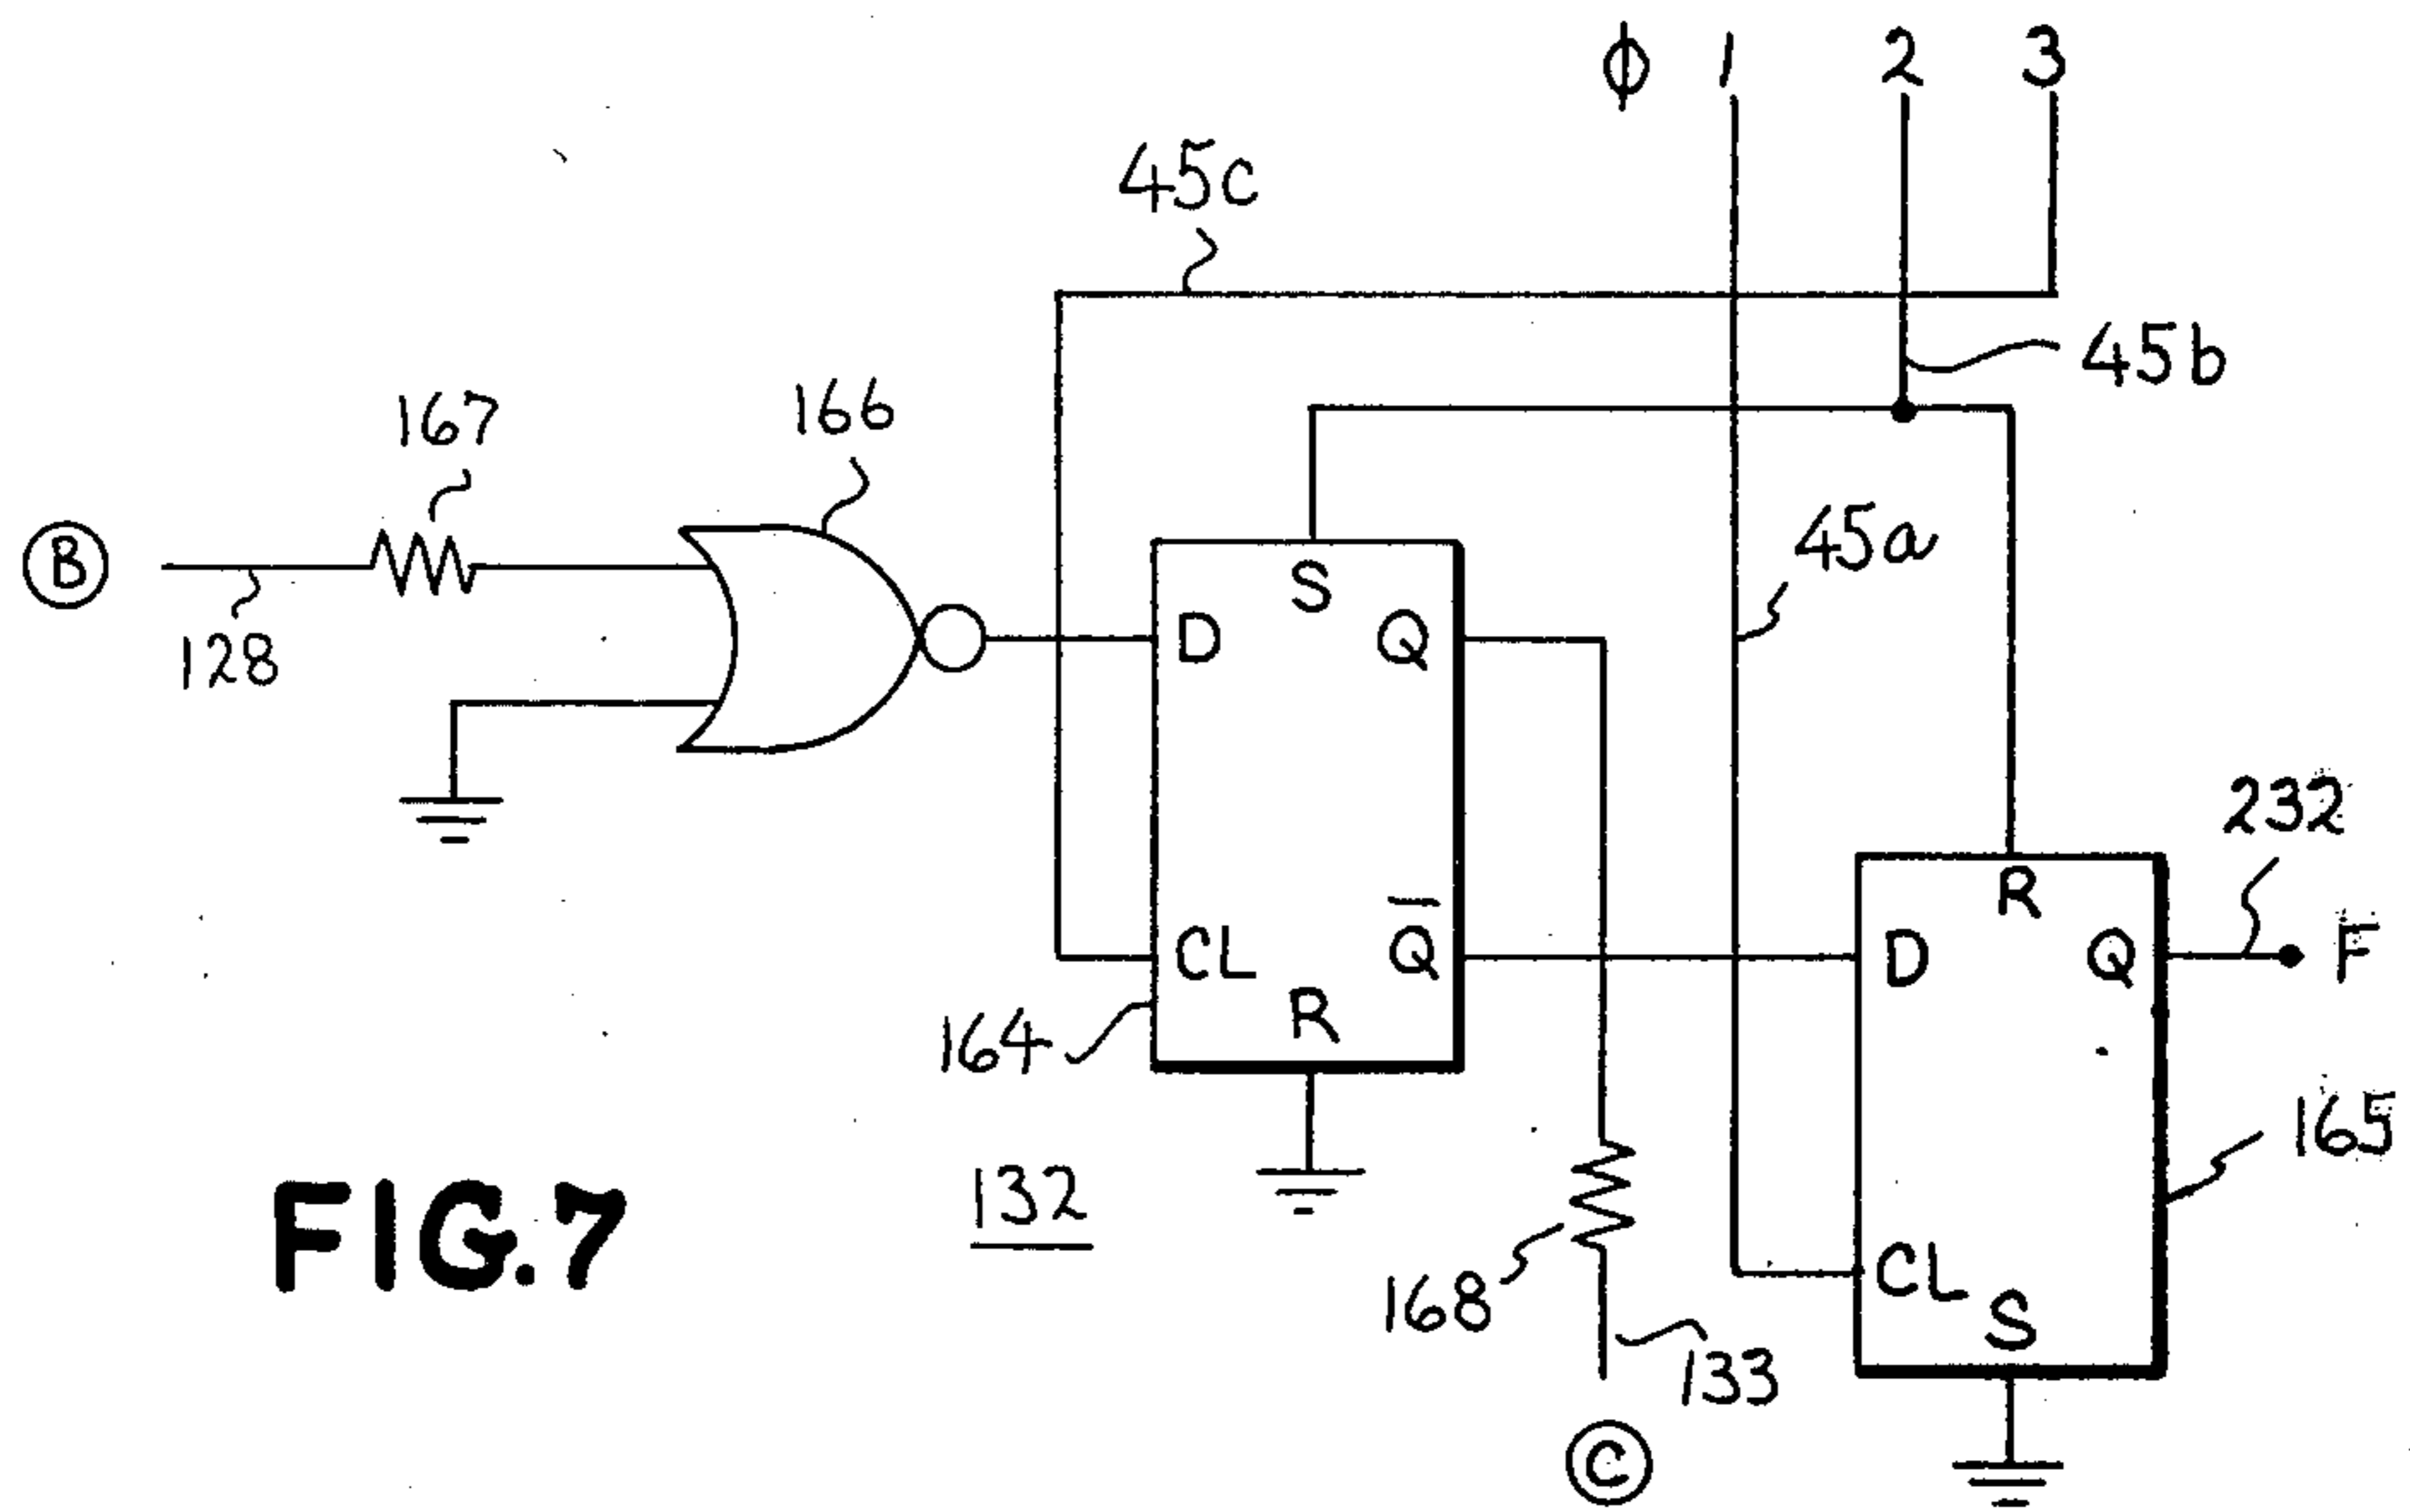 ϕ 1 2 3
45c
45b
167
166
45a
B
128
S
D Q
232
CL Q̅
R
D R Q F
164
165
132
FIG.7
168
CL
S
133
C